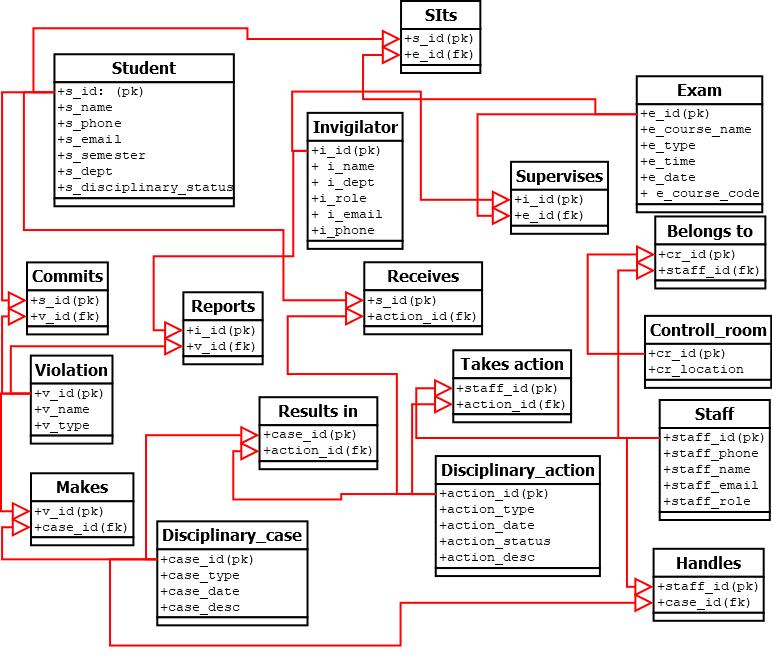 SIts
+s_id(pk)
+e_id(fk)
Student
+s_id: (pk)
+s_name
+s_phone
+s_email
+s_semester
+s_dept
+s_disciplinary_status
Exam
+e_id(pk)
+e_course_name
+e_type
+e_time
+e_date
+ e_course_code
Invigilator
+i_id(pk)
+ i_name
+ i_dept
+i_role
+ i_email
+i_phone
Supervises
+i_id(pk)
+e_id(fk)
Belongs to
+cr_id(pk)
+staff_id(fk)
Commits
+s_id(pk)
+v_id(fk)
Reports
+i_id(pk)
+v_id(fk)
Receives
+s_id(pk)
+action_id(fk)
Controll_room
+cr_id(pk)
+cr_location
Violation
+v_id(pk)
+v_name
+v_type
Takes action
+staff_id(pk)
+action_id(fk)
Results in
+case_id(pk)
+action_id(fk)
Staff
+staff_id(pk)
+staff_phone
+staff_name
+staff_email
+staff_role
Disciplinary_action
+action_id(pk)
+action_type
+action_date
+action_status
+action_desc
Makes
+v_id(pk)
+case_id(fk)
Disciplinary_case
+case_id(pk)
+case_type
+case_date
+case_desc
Handles
+staff_id(pk)
+case_id(fk)